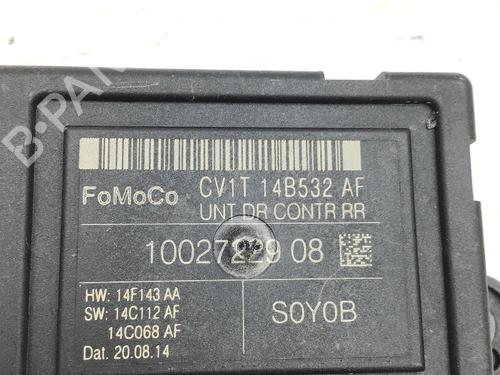 B-PARTS
FoMoCo
CV1T 14B532 AF
UNT DR CONTR RR
10027229 08
HW: 14F143 AA
SW: 14C112 AF
14C068 AF
Dat. 20.08.14
S0Y0B